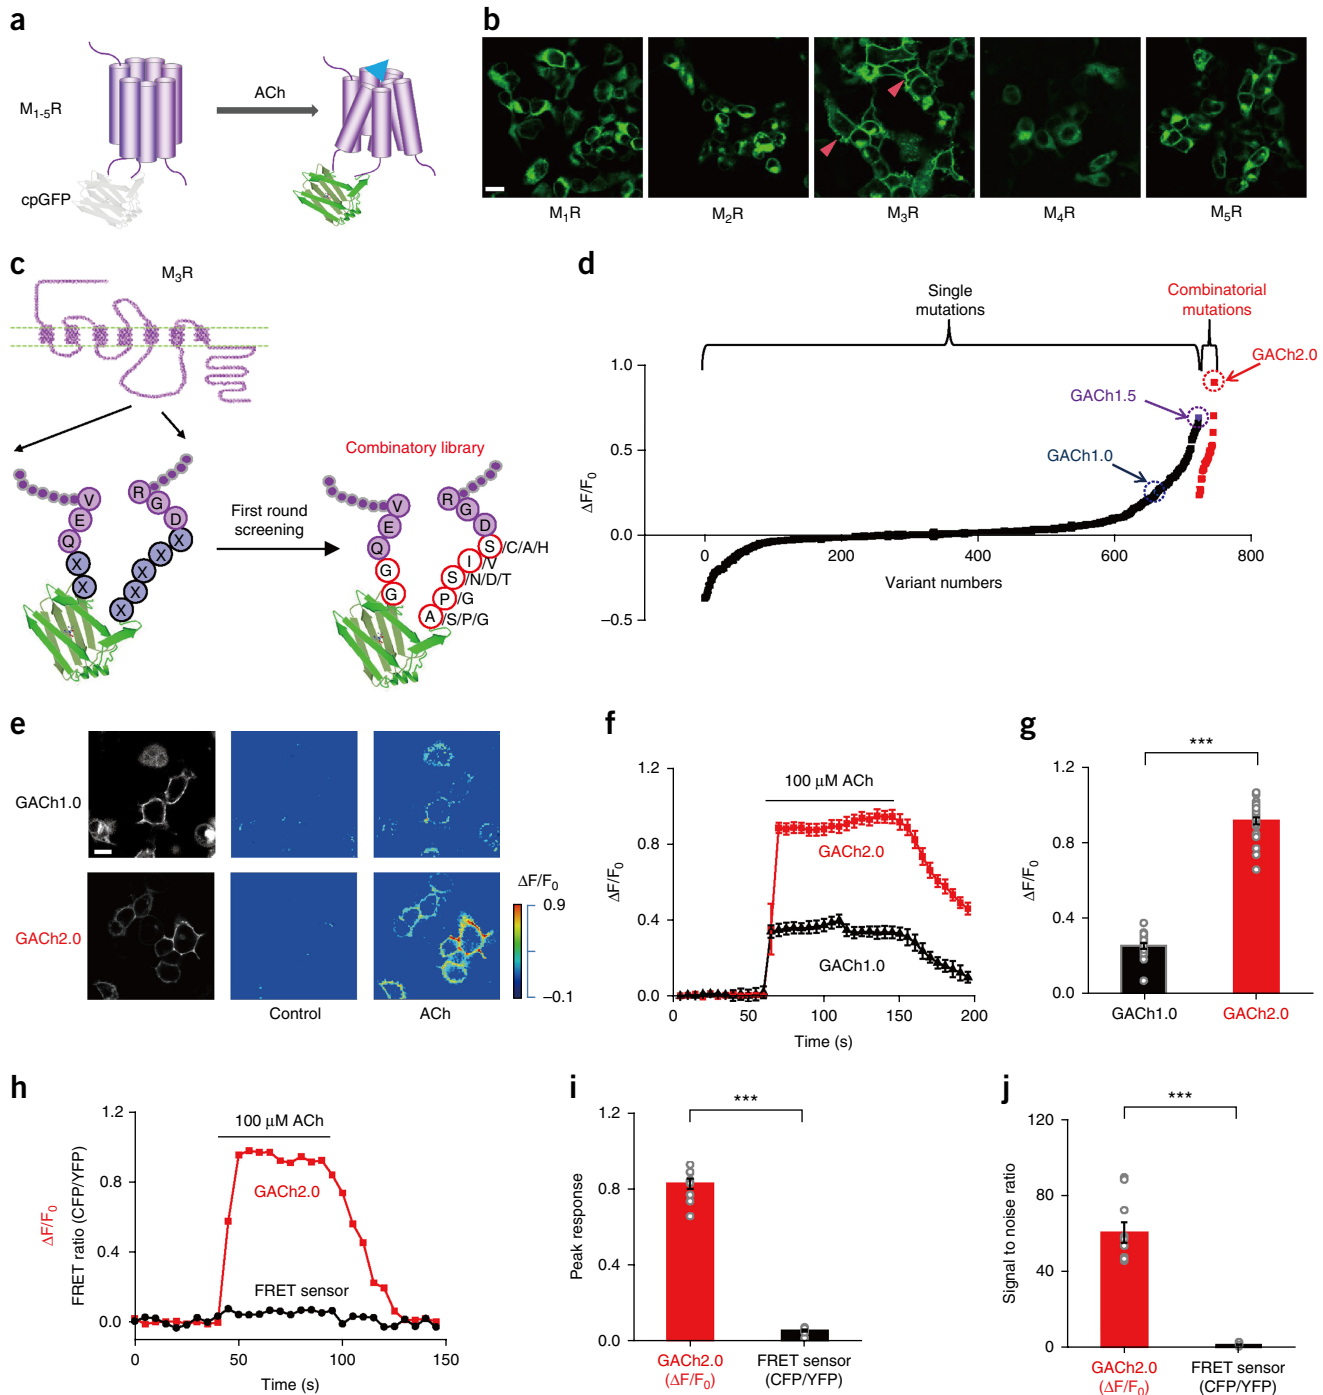 a
M1-5R
ACh
cpGFP
b
M1R
M2R
M3R
M4R
M5R
c
M3R
V
E
Q
X
X
R
G
D
X
X
X
X
X
First round
screening
Combinatory library
V
E
Q
G
G
R
G
D
S/C/A/H
I/V
S/N/D/T
P/G
A/S/P/G
d
Single
mutations
Combinatorial
mutations
GACh2.0
GACh1.5
GACh1.0
ΔF/F0
1.0
0.5
0.0
–0.5
0
200
400
600
800
Variant numbers
e
GACh1.0
GACh2.0
Control
ACh
ΔF/F0
0.9
–0.1
f
ΔF/F0
1.2
0.8
0.4
0.0
100 μM ACh
GACh2.0
GACh1.0
0
50
100
150
200
Time (s)
g
ΔF/F0
1.2
0.8
0.4
0.0
***
GACh1.0
GACh2.0
h
ΔF/F0
FRET ratio (CFP/YFP)
1.2
0.8
0.4
0.0
100 μM ACh
GACh2.0
FRET sensor
0
50
100
150
Time (s)
i
Peak response
1.2
0.8
0.4
0.0
***
GACh2.0
(ΔF/F0)
FRET sensor
(CFP/YFP)
j
Signal to noise ratio
120
60
0
***
GACh2.0
(ΔF/F0)
FRET sensor
(CFP/YFP)